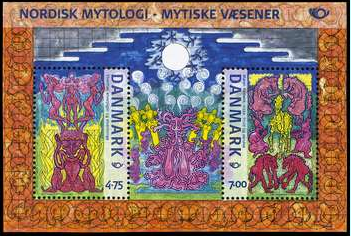 NORDISK MYTOLOGI - MYTISKE VÆSENER
DANMARK
4·75
DANMARK
7·00